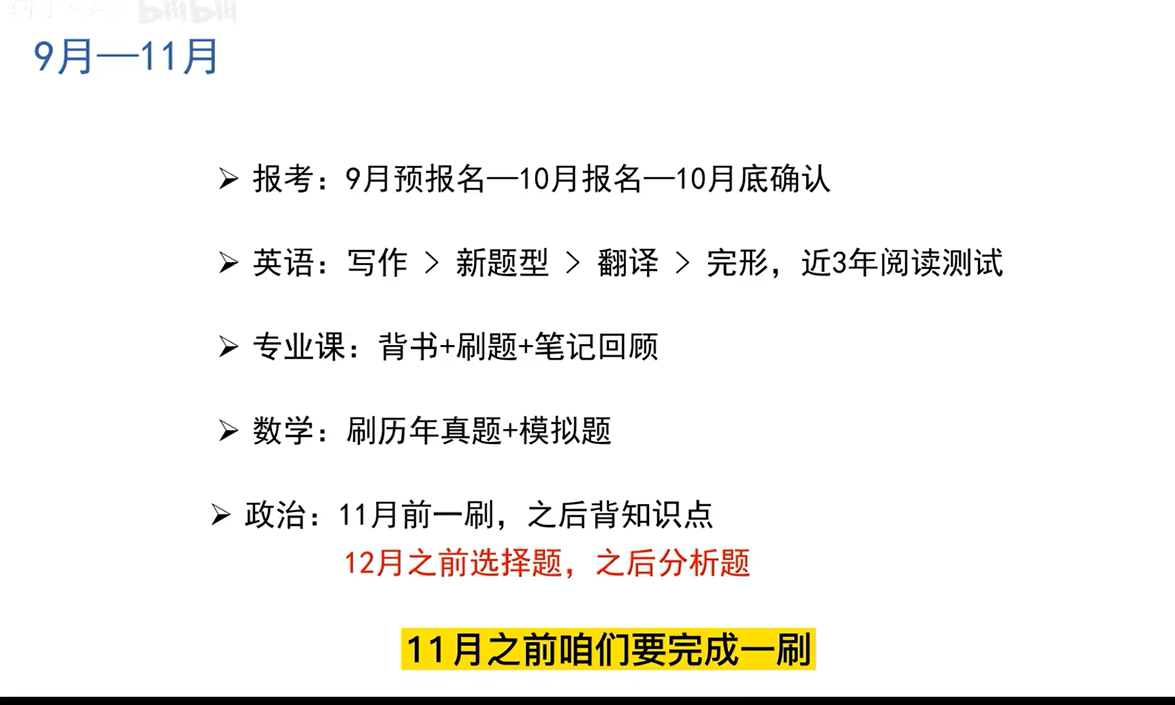 bilibili
9月—11月
➢ 报考：9月预报名—10月报名—10月底确认
➢ 英语：写作 > 新题型 > 翻译 > 完形，近3年阅读测试
➢ 专业课：背书+刷题+笔记回顾
➢ 数学：刷历年真题+模拟题
➢ 政治：11月前一刷，之后背知识点
12月之前选择题，之后分析题
11月之前咱们要完成一刷